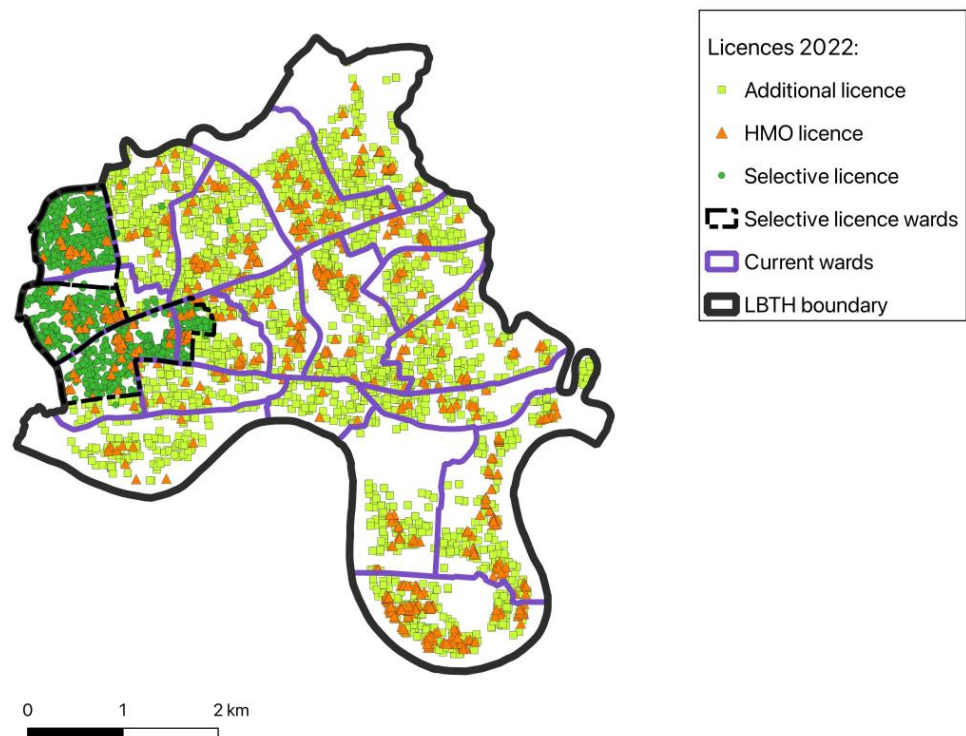 Licences 2022:
Additional licence
HMO licence
Selective licence
Selective licence wards
Current wards
LBTH boundary
0 1 2 km